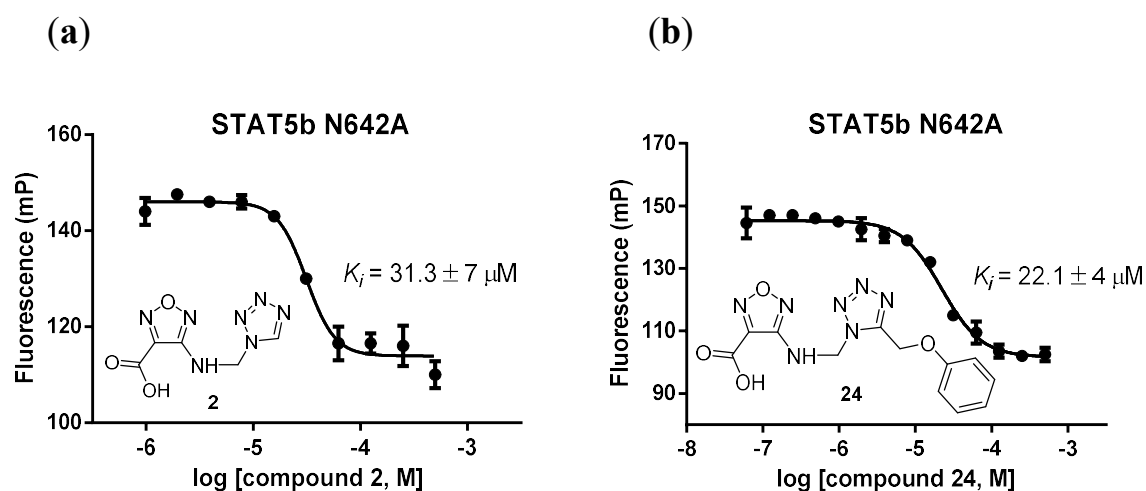 (a)
STAT5b N642A
Fluorescence (mP)
160
140
120
100
-6
-5
-4
-3
log [compound 2, M]
Ki = 31.3 ± 7 μM
O
N
N
N
N
N
N
O
OH
NH
2
(b)
STAT5b N642A
Fluorescence (mP)
170
150
130
110
90
-8
-7
-6
-5
-4
-3
-2
log [compound 24, M]
Ki = 22.1 ± 4 μM
O
N
N
N
N
N
N
O
OH
NH
O
24